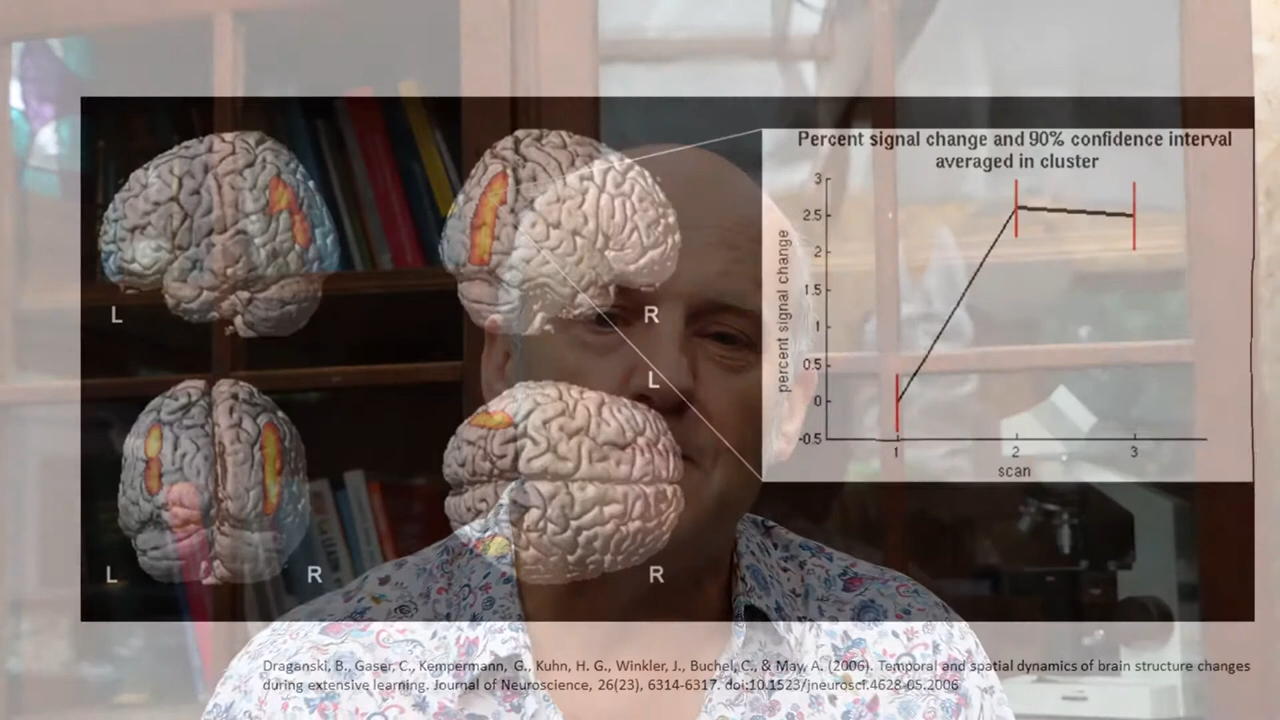 Percent signal change and 90% confidence interval
averaged in cluster
3
2.5
2
1.5
1
0.5
0
-0.5
percent signal change
1 2 3
scan
L
R
L
L
R
R
Draganski, B., Gaser, C., Kempermann, G., Kuhn, H. G., Winkler, J., Buchel, C., & May, A. (2006). Temporal and spatial dynamics of brain structure changes
during extensive learning. Journal of Neuroscience, 26(23), 6314-6317. doi:10.1523/jneurosci.4628-05.2006